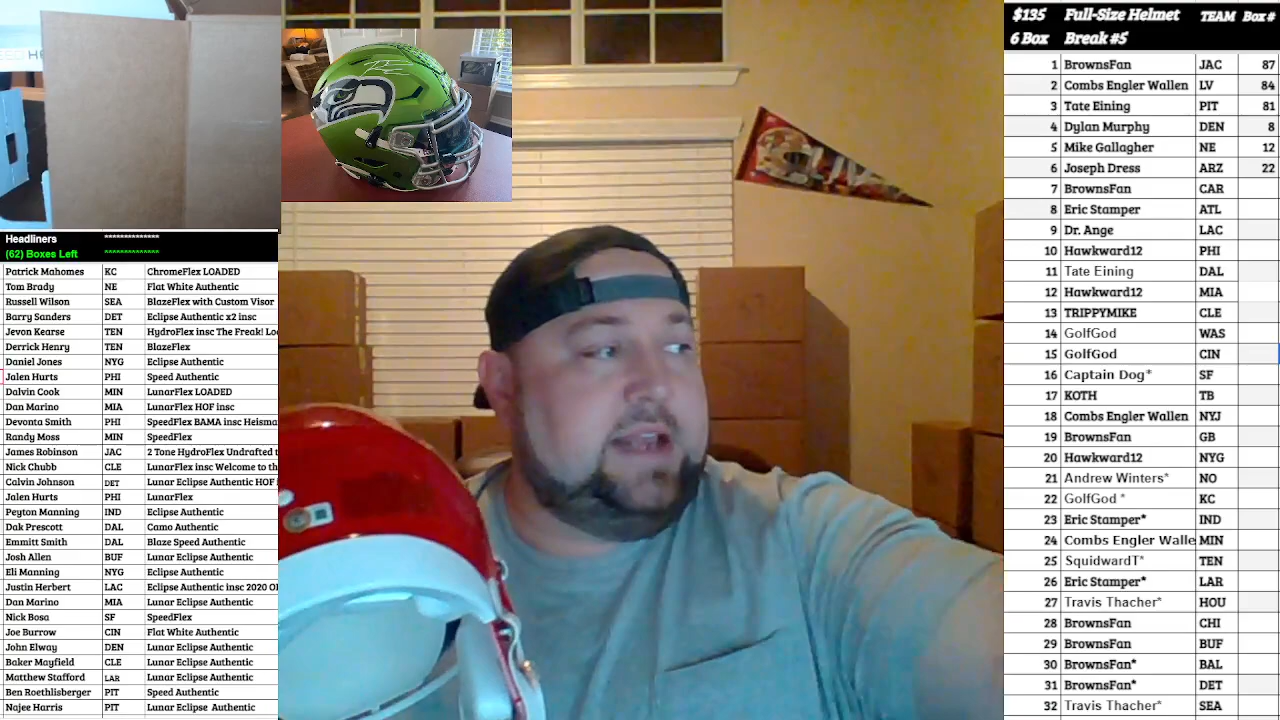 Headliners **************
(62) Boxes Left **************
Patrick Mahomes KC ChromeFlex LOADED
Tom Brady NE Flat White Authentic
Russell Wilson SEA BlazeFlex with Custom Visor
Barry Sanders DET Eclipse Authentic x2 insc
Jevon Kearse TEN HydroFlex insc The Freak! Lo
Derrick Henry TEN BlazeFlex
Daniel Jones NYG Eclipse Authentic
Jalen Hurts PHI Speed Authentic
Dalvin Cook MIN LunarFlex LOADED
Dan Marino MIA LunarFlex HOF insc
Devonta Smith PHI SpeedFlex BAMA insc Heisma
Randy Moss MIN SpeedFlex
James Robinson JAC 2 Tone HydroFlex Undrafted t
Nick Chubb CLE LunarFlex insc Welcome to th
Calvin Johnson DET Lunar Eclipse Authentic HOF i
Jalen Hurts PHI LunarFlex
Peyton Manning IND Eclipse Authentic
Dak Prescott DAL Camo Authentic
Emmitt Smith DAL Blaze Speed Authentic
Josh Allen BUF Lunar Eclipse Authentic
Eli Manning NYG Eclipse Authentic
Justin Herbert LAC Eclipse Authentic insc 2020 O
Dan Marino MIA Lunar Eclipse Authentic
Nick Bosa SF SpeedFlex
Joe Burrow CIN Flat White Authentic
John Elway DEN Lunar Eclipse Authentic
Baker Mayfield CLE Lunar Eclipse Authentic
Matthew Stafford LAR Lunar Eclipse Authentic
Ben Roethlisberger PIT Speed Authentic
Najee Harris PIT Lunar Eclipse Authentic
$135 Full-Size Helmet TEAM Box #
6 Box Break #5
1 BrownsFan JAC 87
2 Combs Engler Wallen LV 84
3 Tate Eining PIT 81
4 Dylan Murphy DEN 8
5 Mike Gallagher NE 12
6 Joseph Dress ARZ 22
7 BrownsFan CAR
8 Eric Stamper ATL
9 Dr. Ange LAC
10 Hawkward12 PHI
11 Tate Eining DAL
12 Hawkward12 MIA
13 TRIPPYMIKE CLE
14 GolfGod WAS
15 GolfGod CIN
16 Captain Dog* SF
17 KOTH TB
18 Combs Engler Wallen NYJ
19 BrownsFan GB
20 Hawkward12 NYG
21 Andrew Winters* NO
22 GolfGod * KC
23 Eric Stamper* IND
24 Combs Engler Walle MIN
25 SquidwardT* TEN
26 Eric Stamper* LAR
27 Travis Thacher* HOU
28 BrownsFan CHI
29 BrownsFan BUF
30 BrownsFan* BAL
31 BrownsFan* DET
32 Travis Thacher* SEA